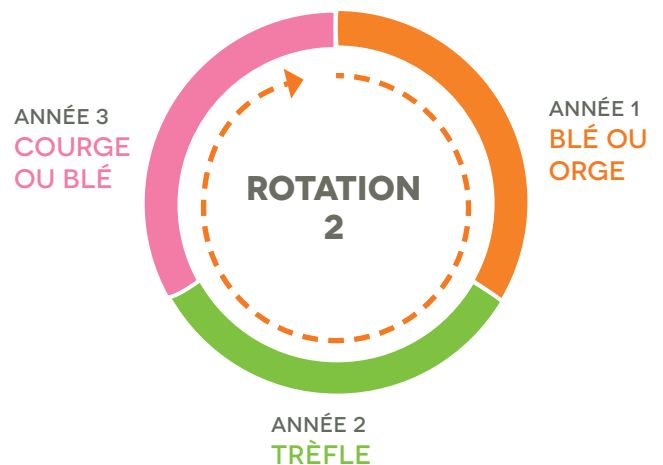 ROTATION
2
ANNÉE 1
BLÉ OU
ORGE
ANNÉE 2
TRÈFLE
ANNÉE 3
COURGE
OU BLÉ